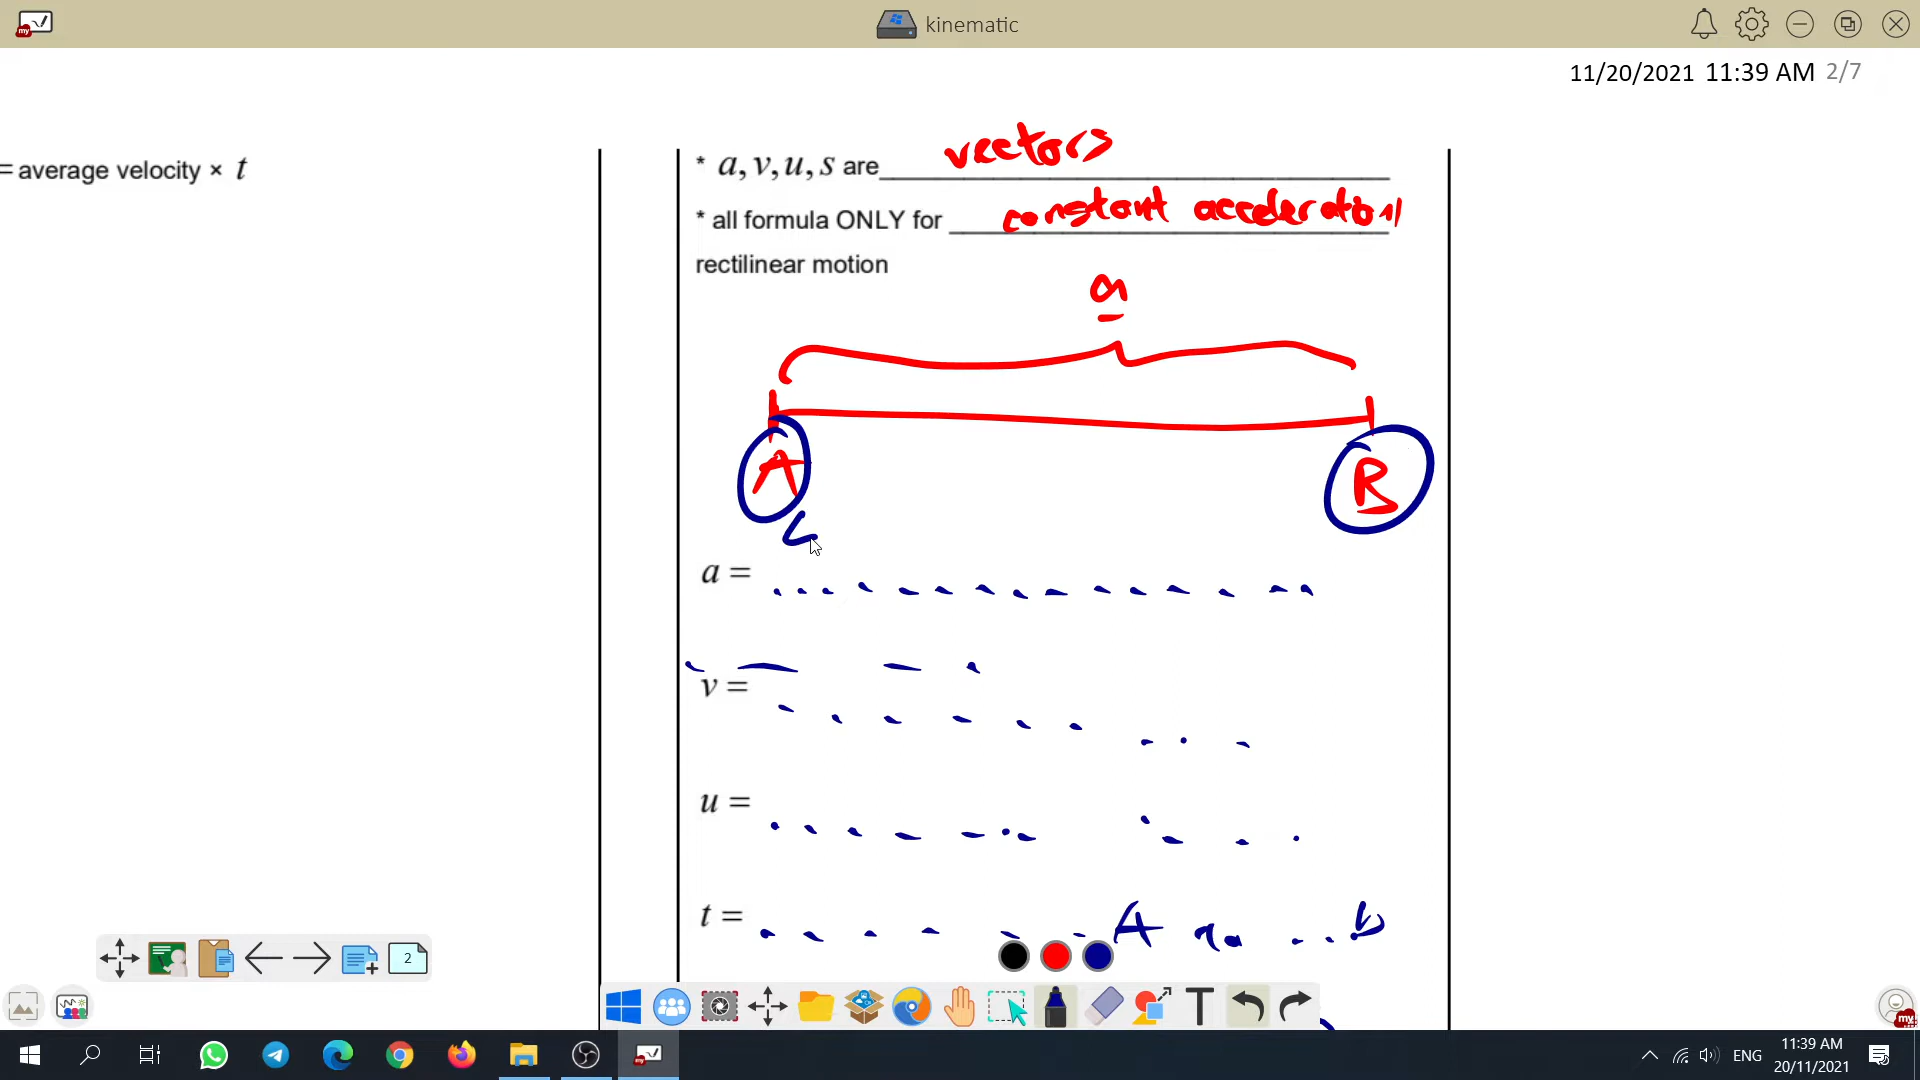 kinematic
11/20/2021 11:39 AM 2/7
= average velocity × t
* a, v, u, s are vectors
* all formula ONLY for constant acceleration
rectilinear motion
a
A
B
a =
v =
u =
t =
A
b
2
ENG
11:39 AM
20/11/2021